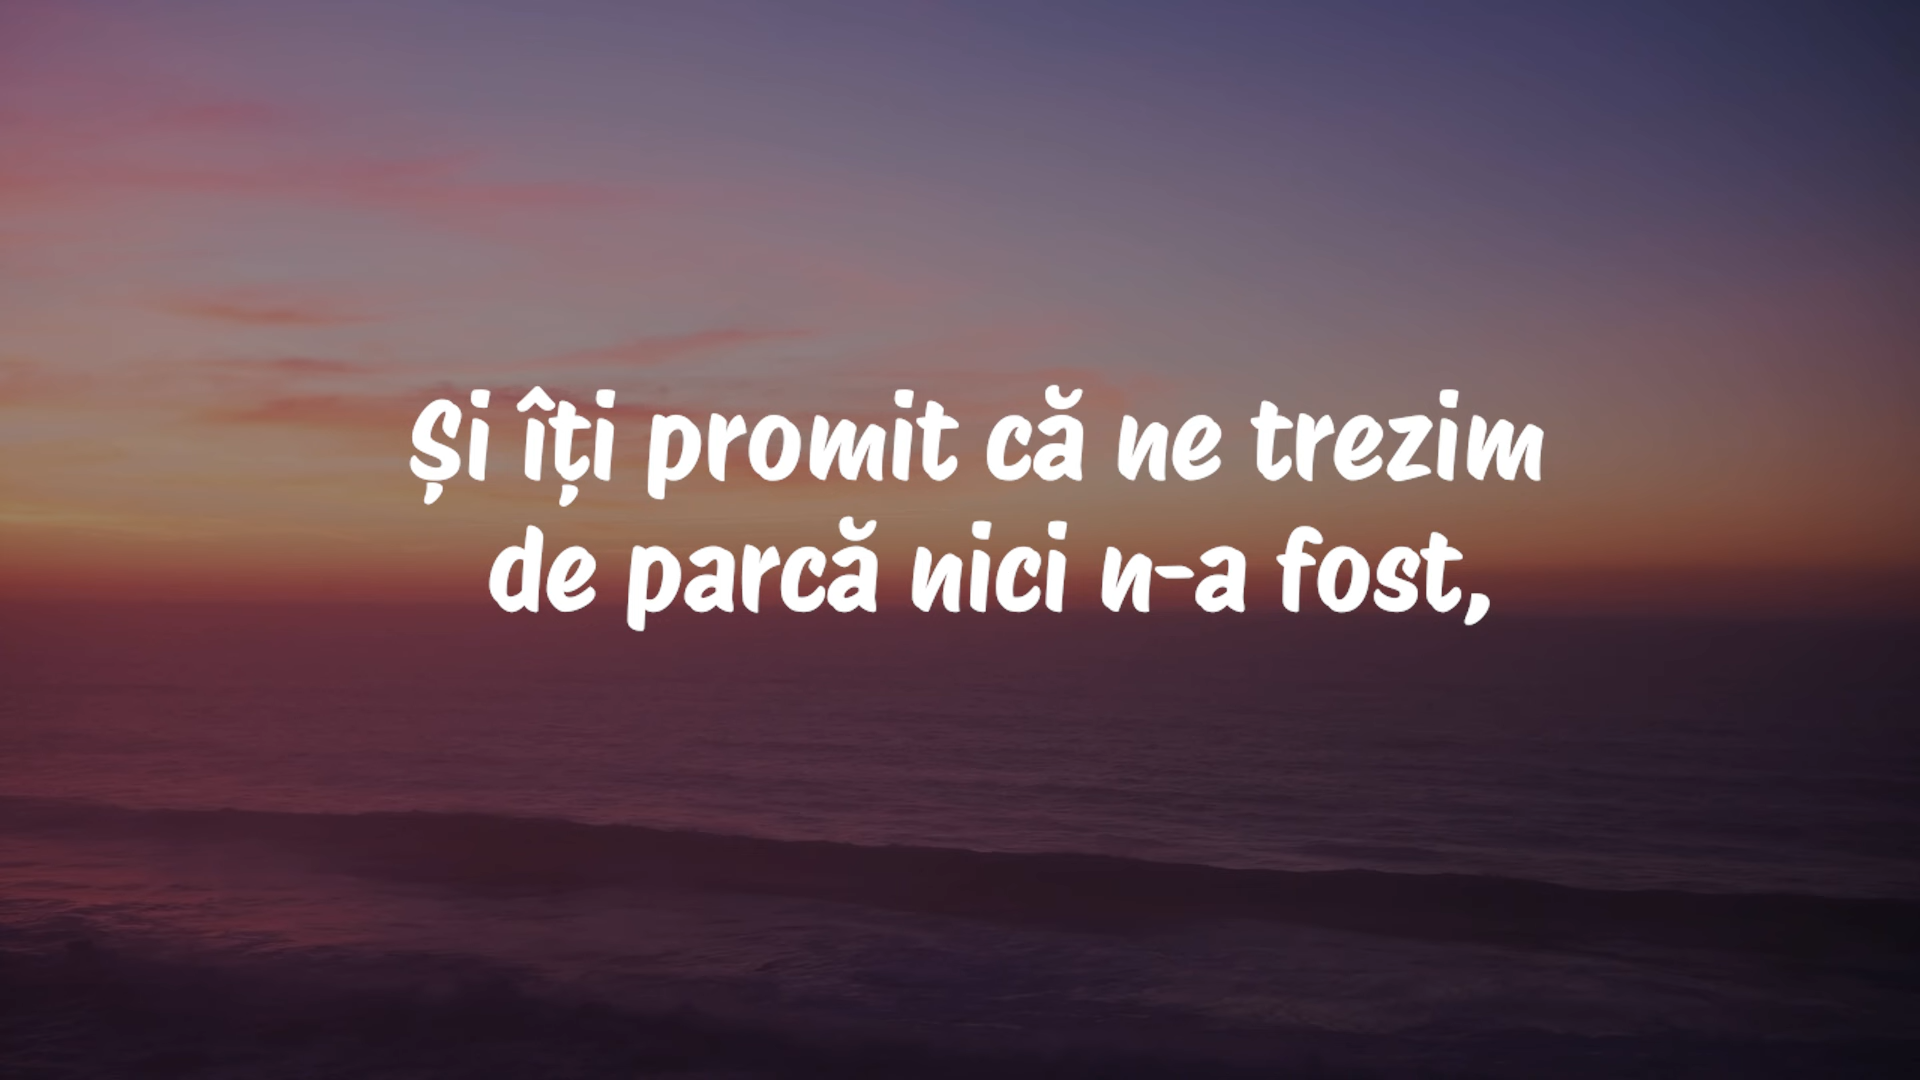 Și îți promit că ne trezim
de parcă nici n-a fost,